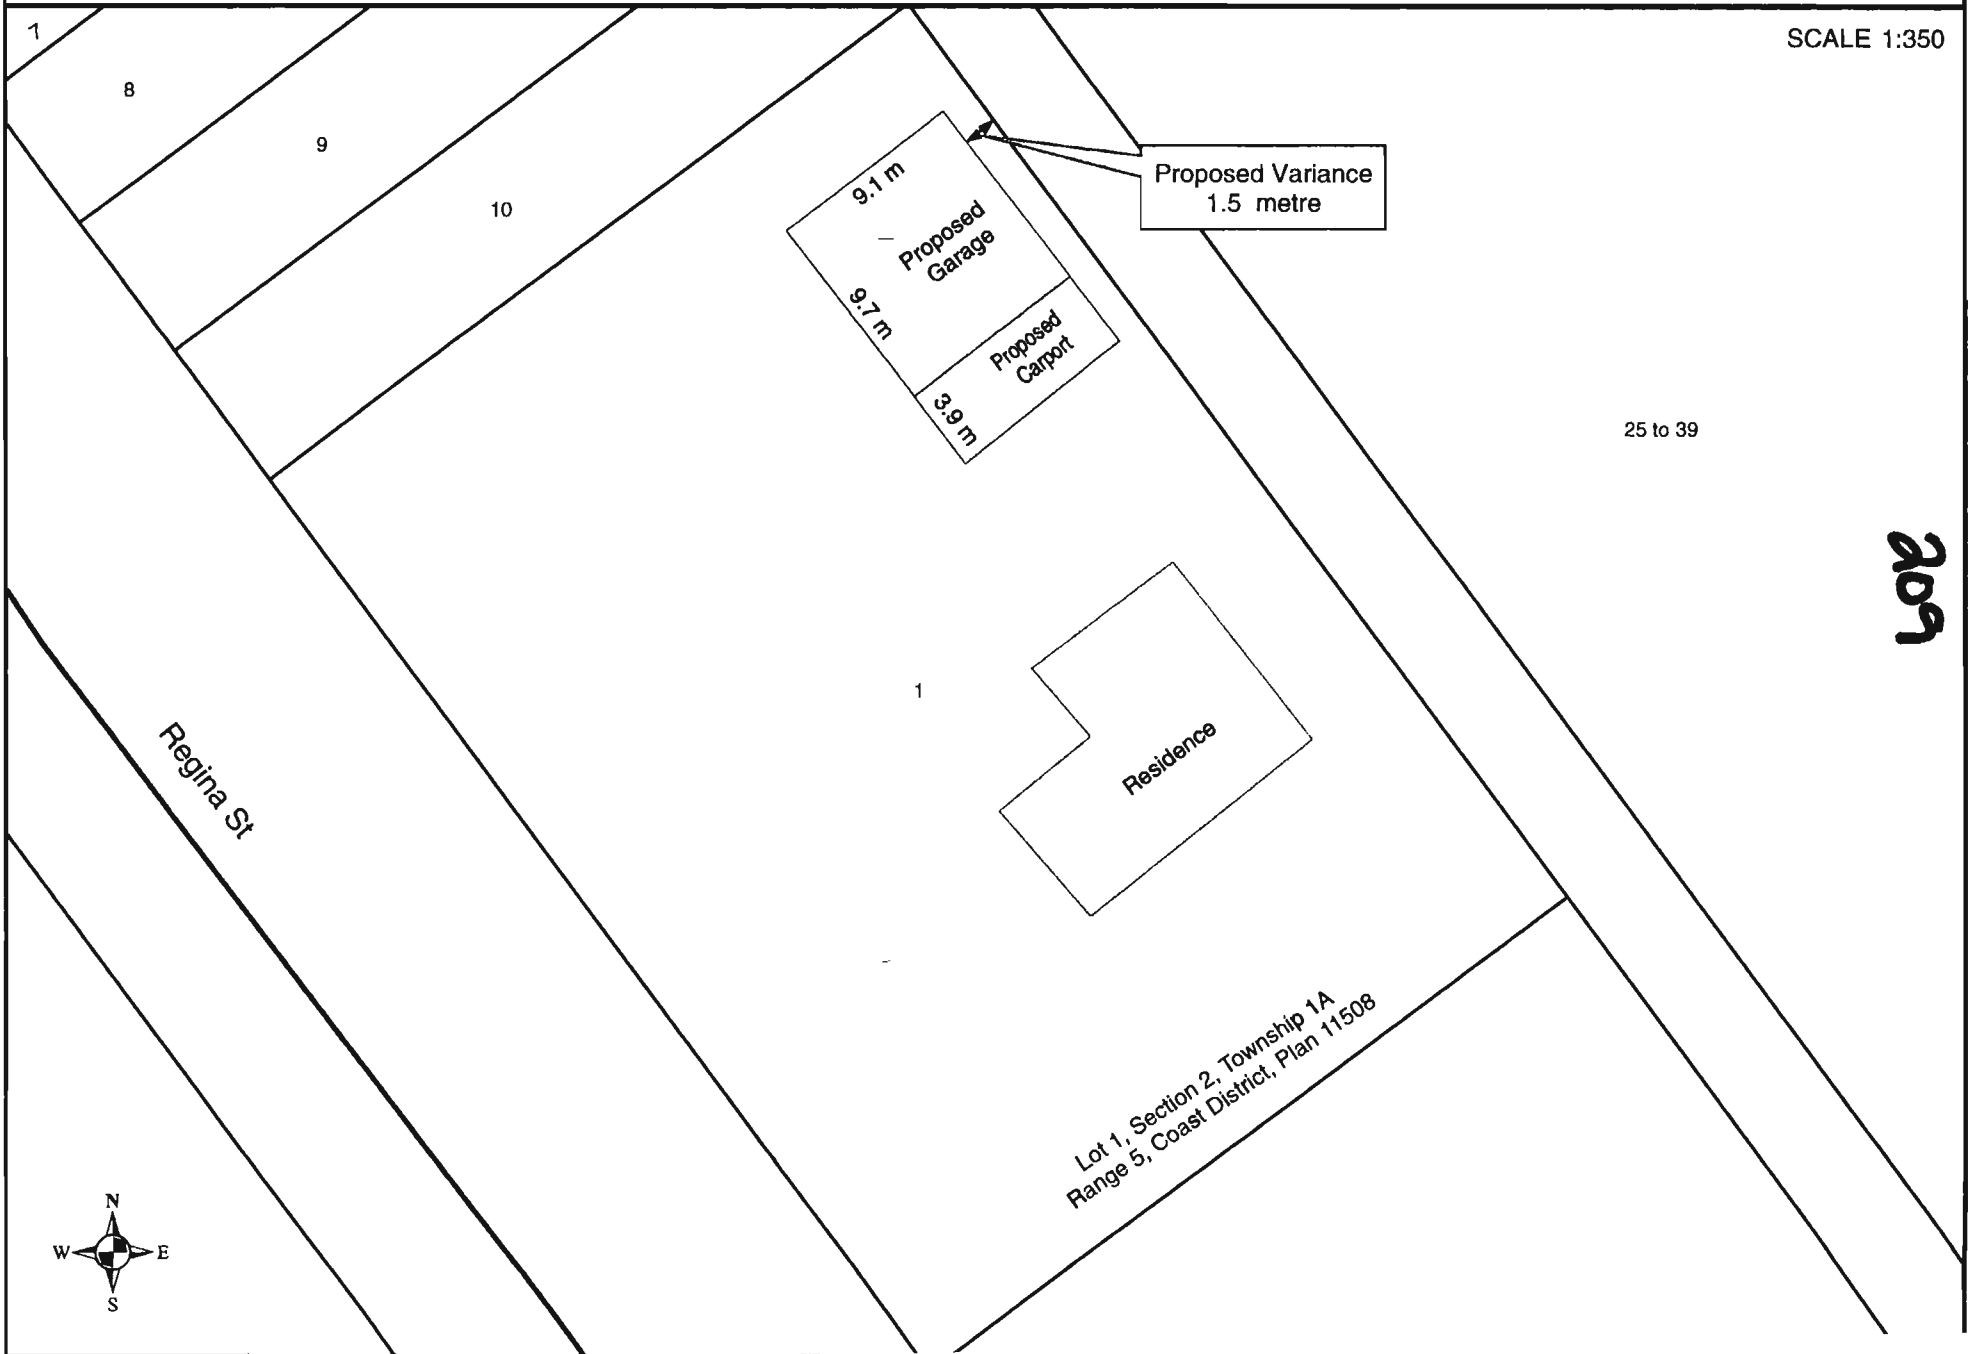 SCALE 1:350
7
8
9
10
Proposed Variance
1.5 metre
9.1 m
Proposed
Garage
9.7 m
Proposed
Carport
3.9 m
25 to 39
209
1
Residence
Regina St
Lot 1, Section 2, Township 1A
Range 5, Coast District, Plan 11508
N
W E
S